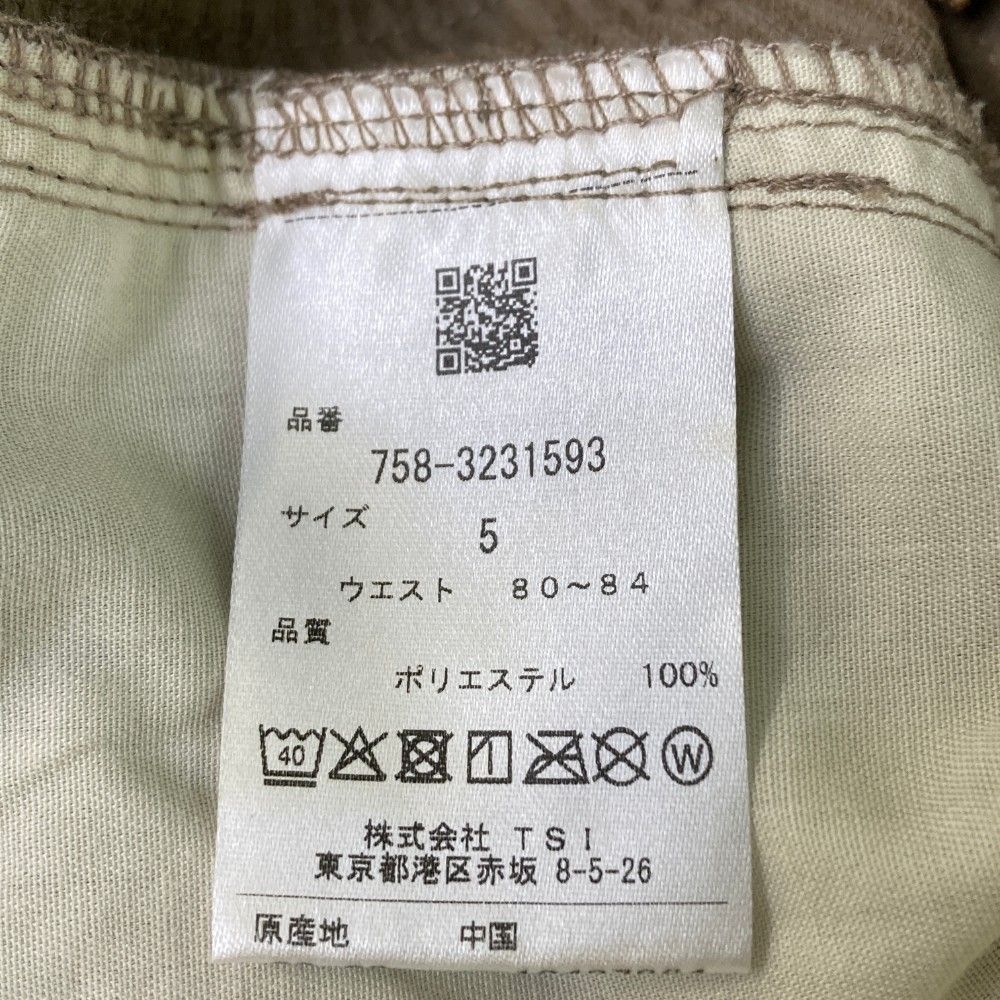 品番
758-3231593
サイズ
5
ウエスト 80～84
品質
ポリエステル 100%
40 W
株式会社 TSI
東京都港区赤坂 8-5-26
原産地 中国